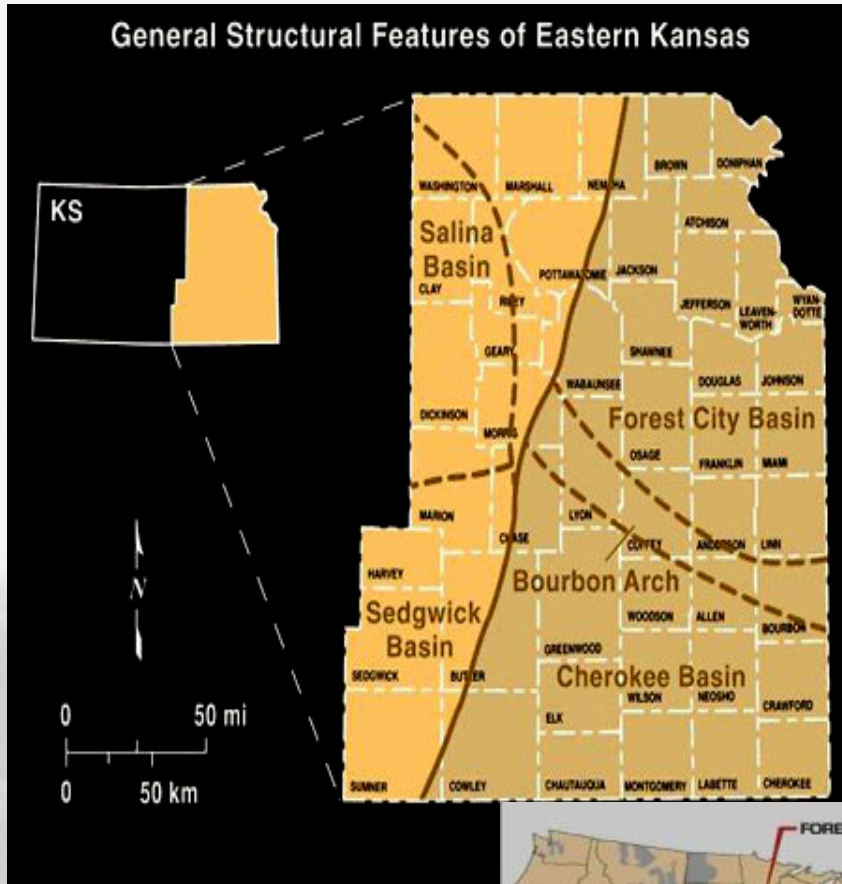 General Structural Features of Eastern Kansas
KS
WASHINGTON
MARSHALL
NEMAHA
BROWN
DONIPHAN
ATCHISON
Salina
Basin
CLAY
RILEY
POTTAWATOMIE
JACKSON
JEFFERSON
LEAVEN-
WORTH
WYAN-
DOTTE
GEARY
SHAWNEE
WABAUNSEE
DOUGLAS
JOHNSON
DICKINSON
MORRIS
Forest City Basin
OSAGE
FRANKLIN
MIAMI
MARION
LYON
CHASE
COFFEY
ANDERSON
LINN
HARVEY
Bourbon Arch
Sedgwick
Basin
WOODSON
ALLEN
BOURBON
GREENWOOD
SEDGWICK
BUTLER
Cherokee Basin
WILSON
NEOSHO
CRAWFORD
ELK
SUMNER
COWLEY
CHAUTAUQUA
MONTGOMERY
LABETTE
CHEROKEE
N
0
50 mi
0
50 km
FORE